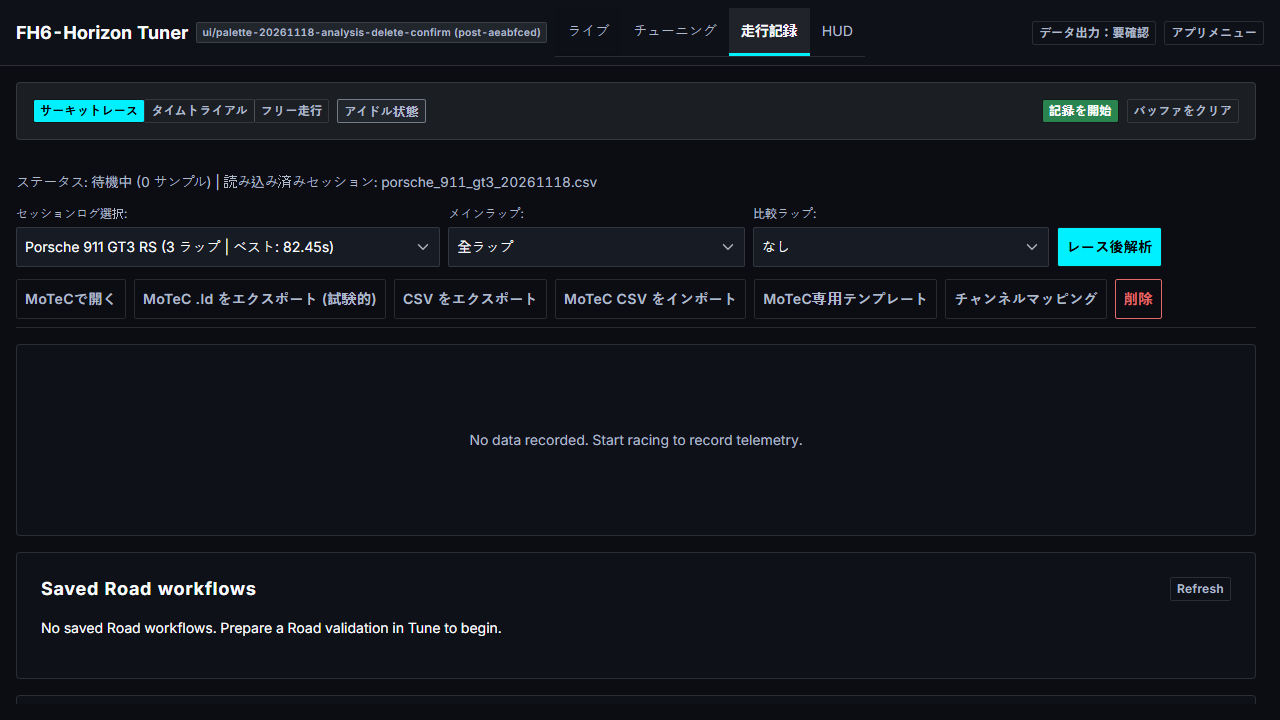 FH6-Horizon Tuner ui/palette-20261118-analysis-delete-confirm (post-aeabfced) ライブ チューニング 走行記録 HUD データ出力：要確認 アプリメニュー
サーキットレース タイムトライアル フリー走行 アイドル状態 記録を開始 バッファをクリア
ステータス: 待機中 (0 サンプル) | 読み込み済みセッション: porsche_911_gt3_20261118.csv
セッションログ選択: メインラップ: 比較ラップ:
Porsche 911 GT3 RS (3 ラップ | ベスト: 82.45s) 全ラップ なし レース後解析
MoTeCで開く MoTeC .ld をエクスポート (試験的) CSV をエクスポート MoTeC CSV をインポート MoTeC専用テンプレート チャンネルマッピング 削除
No data recorded. Start racing to record telemetry.
Saved Road workflows Refresh
No saved Road workflows. Prepare a Road validation in Tune to begin.